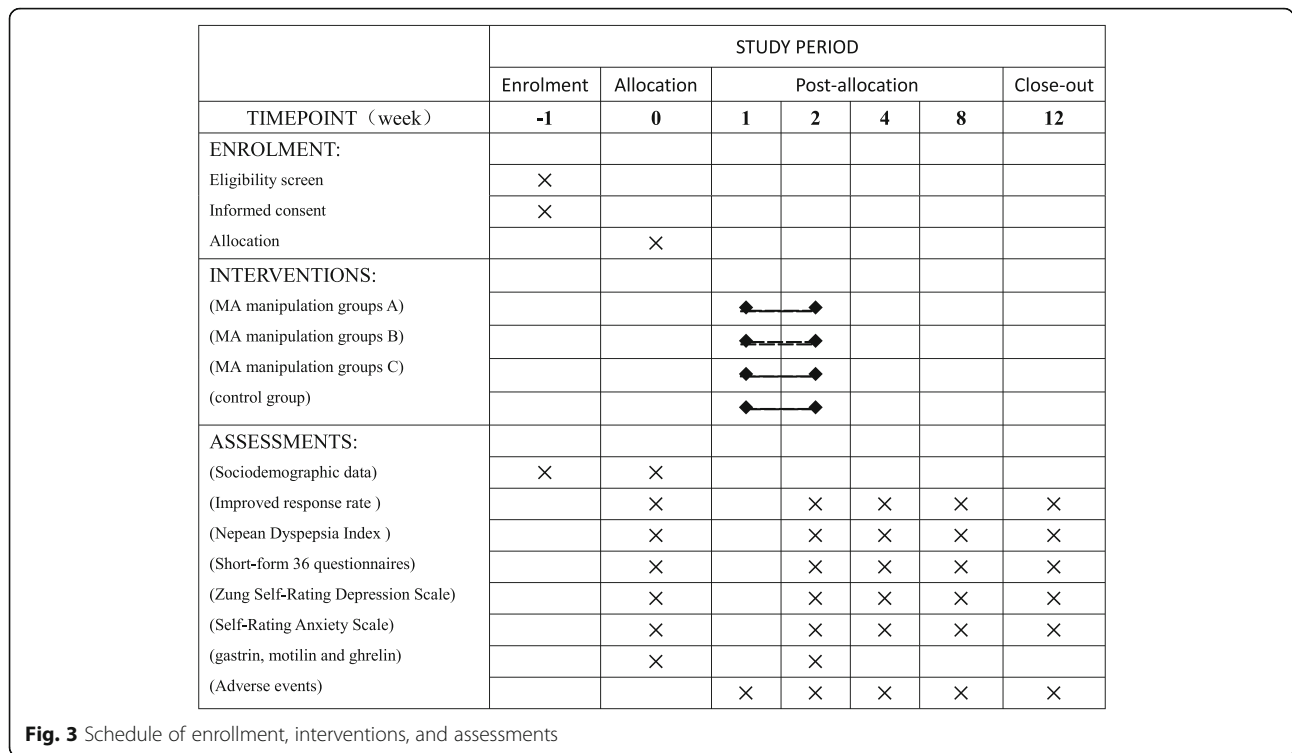 STUDY PERIOD
Enrolment Allocation Post-allocation Close-out
TIMEPOINT（week） -1 0 1 2 4 8 12
ENROLMENT:
Eligibility screen ×
Informed consent ×
Allocation ×
INTERVENTIONS:
(MA manipulation groups A)
(MA manipulation groups B)
(MA manipulation groups C)
(control group)
ASSESSMENTS:
(Sociodemographic data) × ×
(Improved response rate ) × × × × ×
(Nepean Dyspepsia Index ) × × × × ×
(Short-form 36 questionnaires) × × × × ×
(Zung Self-Rating Depression Scale) × × × × ×
(Self-Rating Anxiety Scale) × × × × ×
(gastrin, motilin and ghrelin) × ×
(Adverse events) × × × × ×
Fig. 3 Schedule of enrollment, interventions, and assessments